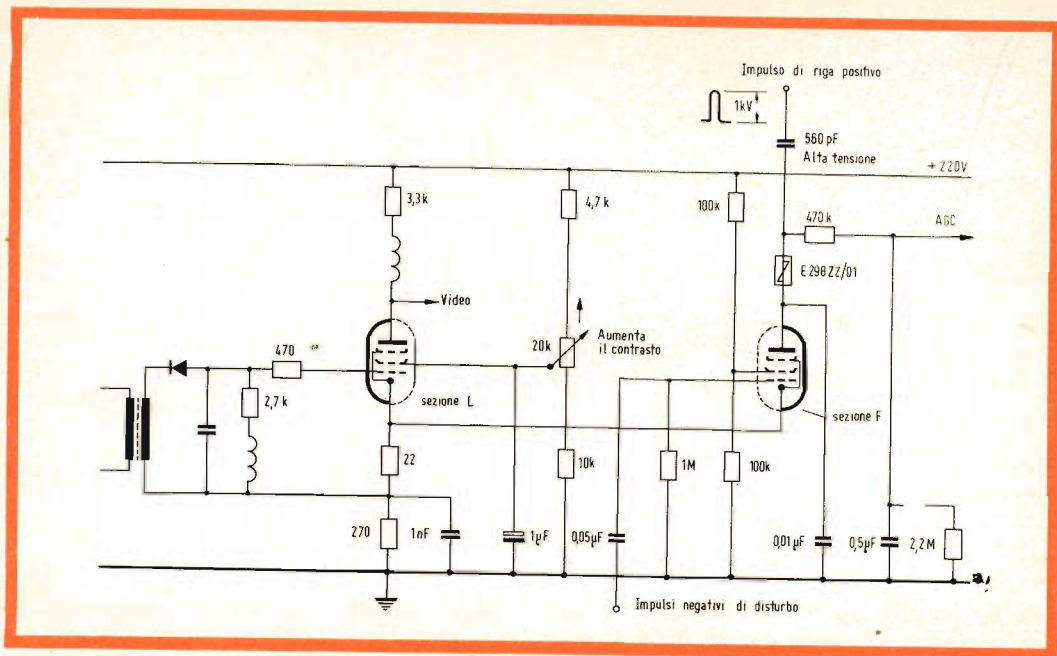 Impulso di riga positivo
1kV
560 pF
Alta tensione
+ 220V
3,3k
4,7k
100k
470k
AGC
E 298 ZZ/01
Video
470
20k
Aumenta
il contrasto
2,7k
sezione L
sezione F
22
10k
1M
100k
270
1nF
1µF
0,05µF
0,01µF
0,5µF
2,2M
Impulsi negativi di disturbo